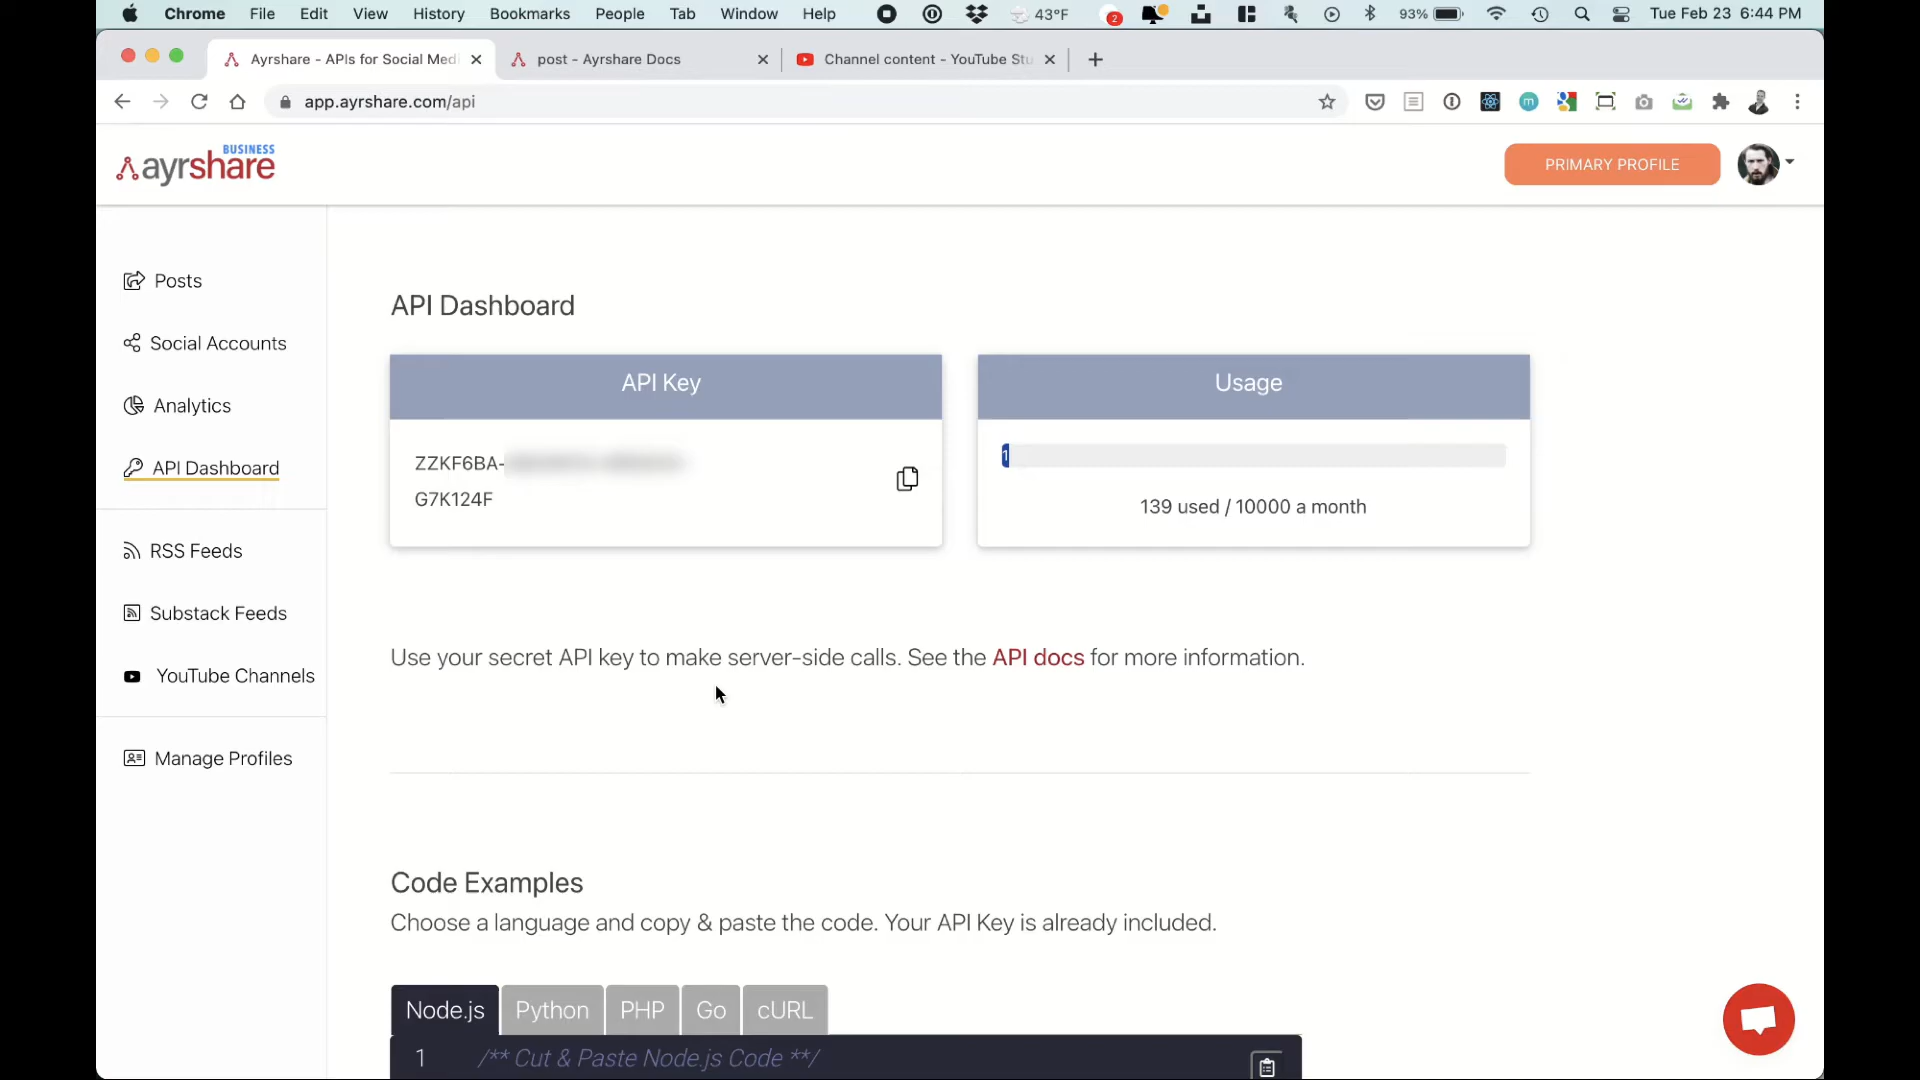 Chrome File Edit View History Bookmarks People Tab Window Help 43°F 2 93% Tue Feb 23 6:44 PM
Ayrshare - APIs for Social Med
post - Ayrshare Docs
Channel content - YouTube Stu
app.ayrshare.com/api
BUSINESS
ayrshare
PRIMARY PROFILE
Posts
Social Accounts
Analytics
API Dashboard
RSS Feeds
Substack Feeds
YouTube Channels
Manage Profiles
API Dashboard
API Key
ZZKF6BA-
G7K124F
Usage
1
139 used / 10000 a month
Use your secret API key to make server-side calls. See the API docs for more information.
Code Examples
Choose a language and copy & paste the code. Your API Key is already included.
Node.js Python PHP Go cURL
1 /** Cut & Paste Node.js Code **/